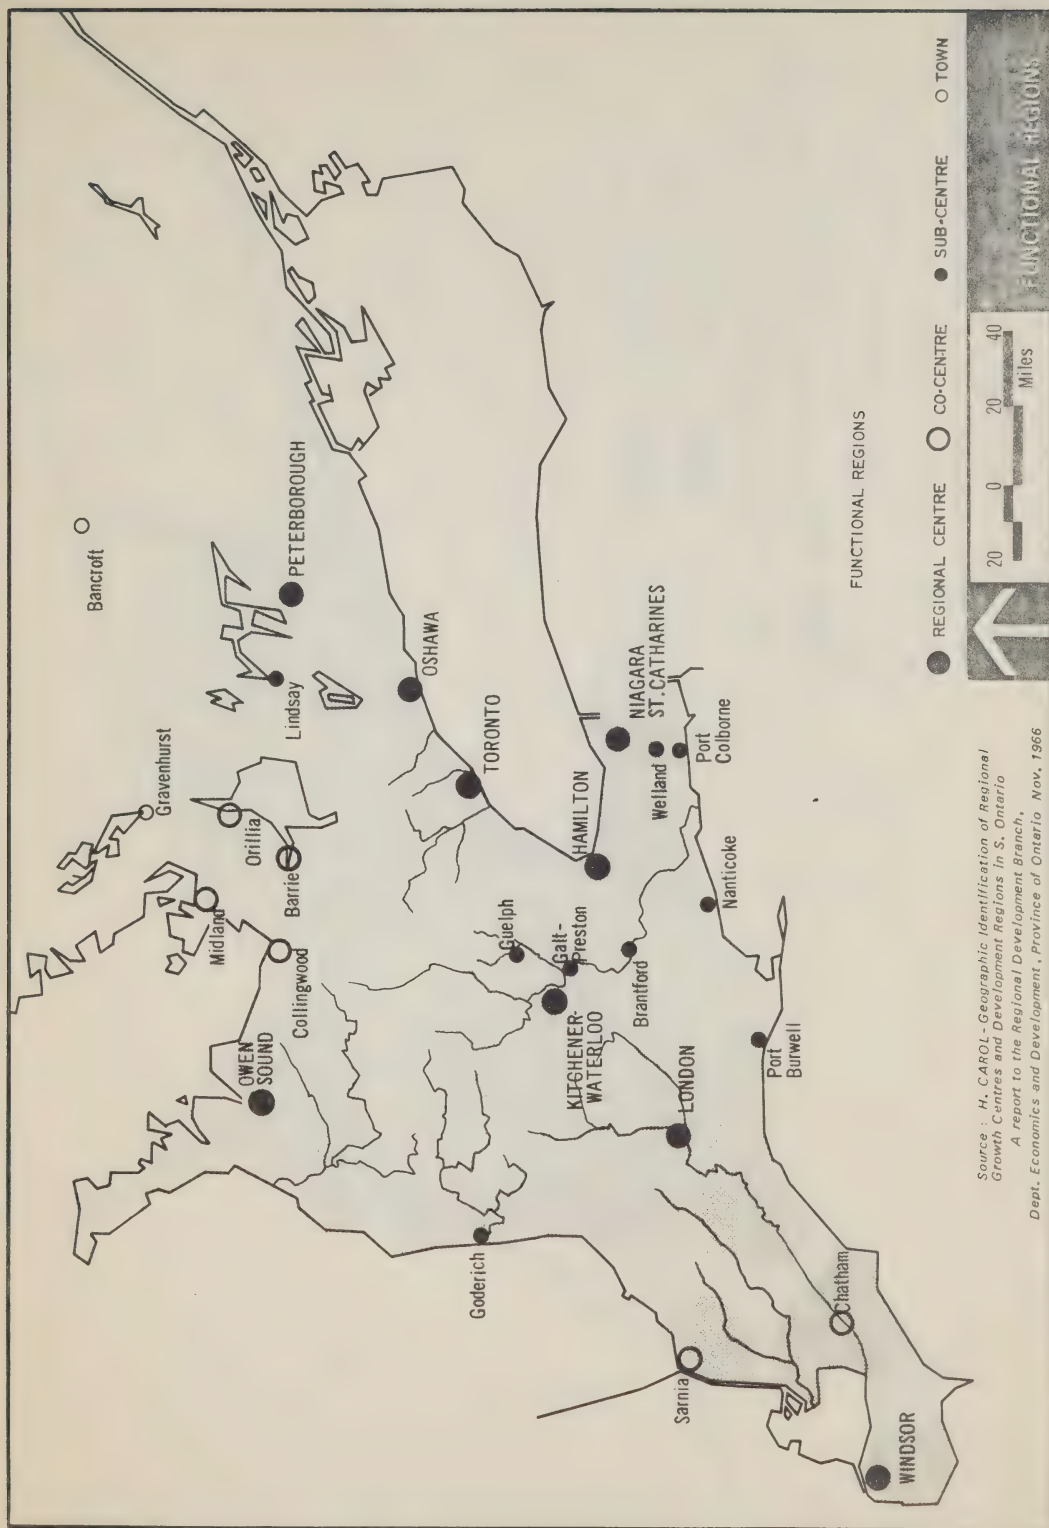 Bancroft
PETERBOROUGH
Lindsay
OSHAWA
Gravenhurst
Orillia
Barrie
TORONTO
Midland
Collingwood
OWEN
SOUND
NIAGARA
ST. CATHARINES
HAMILTON
Welland
Port
Colborne
Guelph
Galt-
Preston
KITCHENER-
WATERLOO
Brantford
Nanticoke
LONDON
Port
Burwell
Goderich
Sarnia
Chatham
WINDSOR
FUNCTIONAL REGIONS
REGIONAL CENTRE
CO-CENTRE
SUB-CENTRE
TOWN
20 0 20 40
Miles
FUNCTIONAL REGIONS
Source : H. CAROL - Geographic Identification of Regional
Growth Centres and Development Regions in S. Ontario
A report to the Regional Development Branch,
Dept. Economics and Development, Province of Ontario Nov. 1966